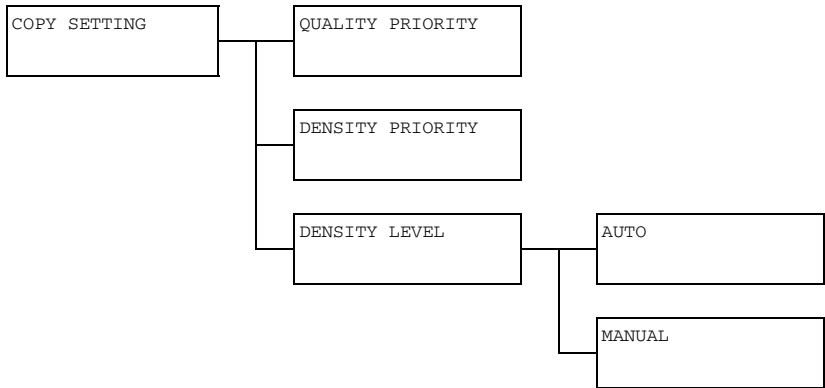 COPY SETTING
QUALITY PRIORITY
DENSITY PRIORITY
DENSITY LEVEL
AUTO
MANUAL